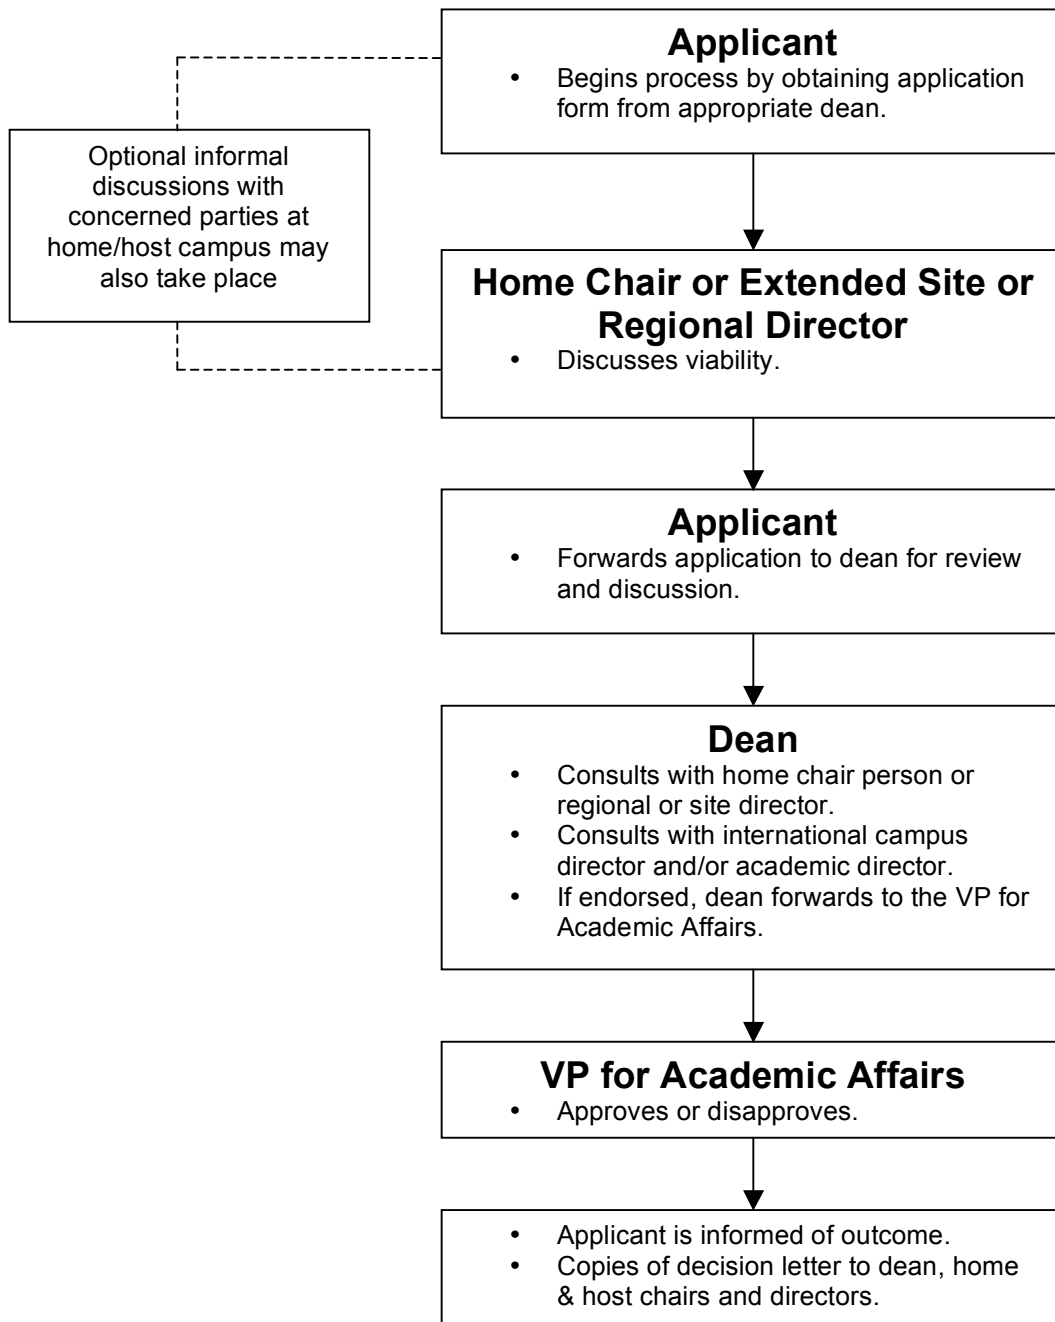 Applicant
• Begins process by obtaining application
form from appropriate dean.
Optional informal
discussions with
concerned parties at
home/host campus may
also take place
Home Chair or Extended Site or
Regional Director
• Discusses viability.
Applicant
• Forwards application to dean for review
and discussion.
Dean
• Consults with home chair person or
regional or site director.
• Consults with international campus
director and/or academic director.
• If endorsed, dean forwards to the VP for
Academic Affairs.
VP for Academic Affairs
• Approves or disapproves.
• Applicant is informed of outcome.
• Copies of decision letter to dean, home
& host chairs and directors.